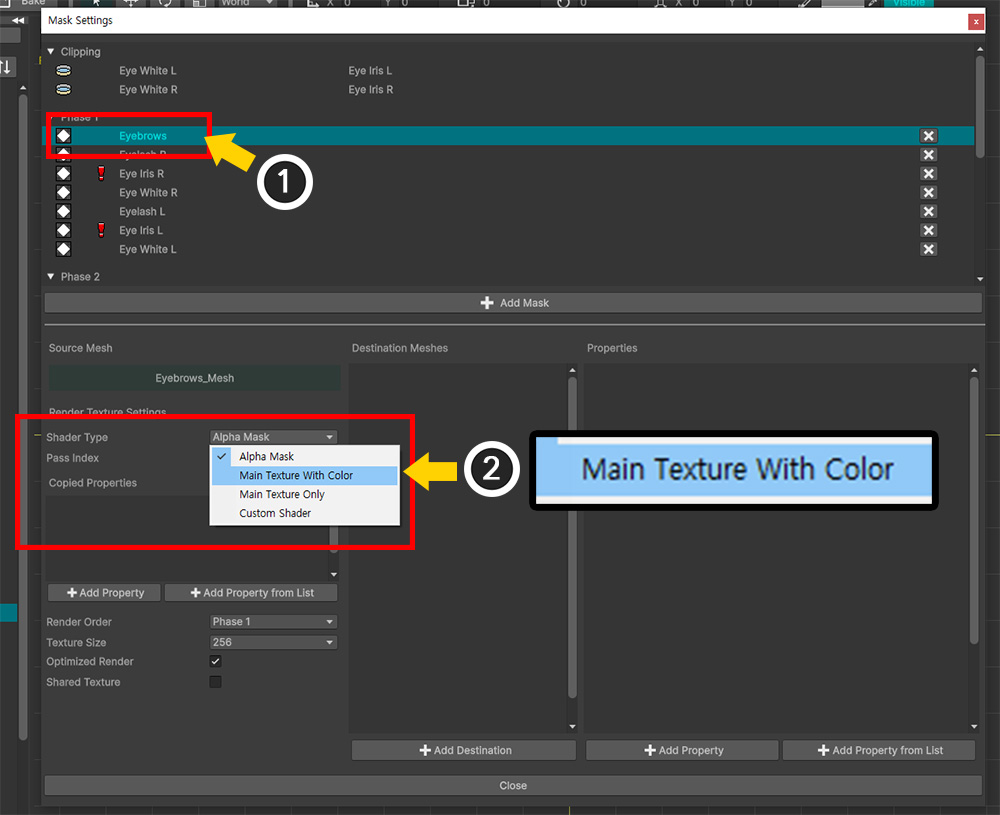 Bake World X 0 Y 0 0 X 0 Y 0 Visible
Mask Settings
x
▼ Clipping
Eye White L Eye Iris L
Eye White R Eye Iris R
Phase 1
Eyebrows
Eyelash R
Eye Iris R
Eye White R
Eyelash L
Eye Iris L
Eye White L
▼ Phase 2
1
Add Mask
Source Mesh Destination Meshes Properties
Eyebrows_Mesh
Render Texture Settings
Shader Type Alpha Mask
Pass Index
Copied Properties
✓ Alpha Mask
Main Texture With Color
Main Texture Only
Custom Shader
2
Main Texture With Color
Add Property Add Property from List
Render Order Phase 1
Texture Size 256
Optimized Render ✓
Shared Texture
Add Destination Add Property Add Property from List
Close